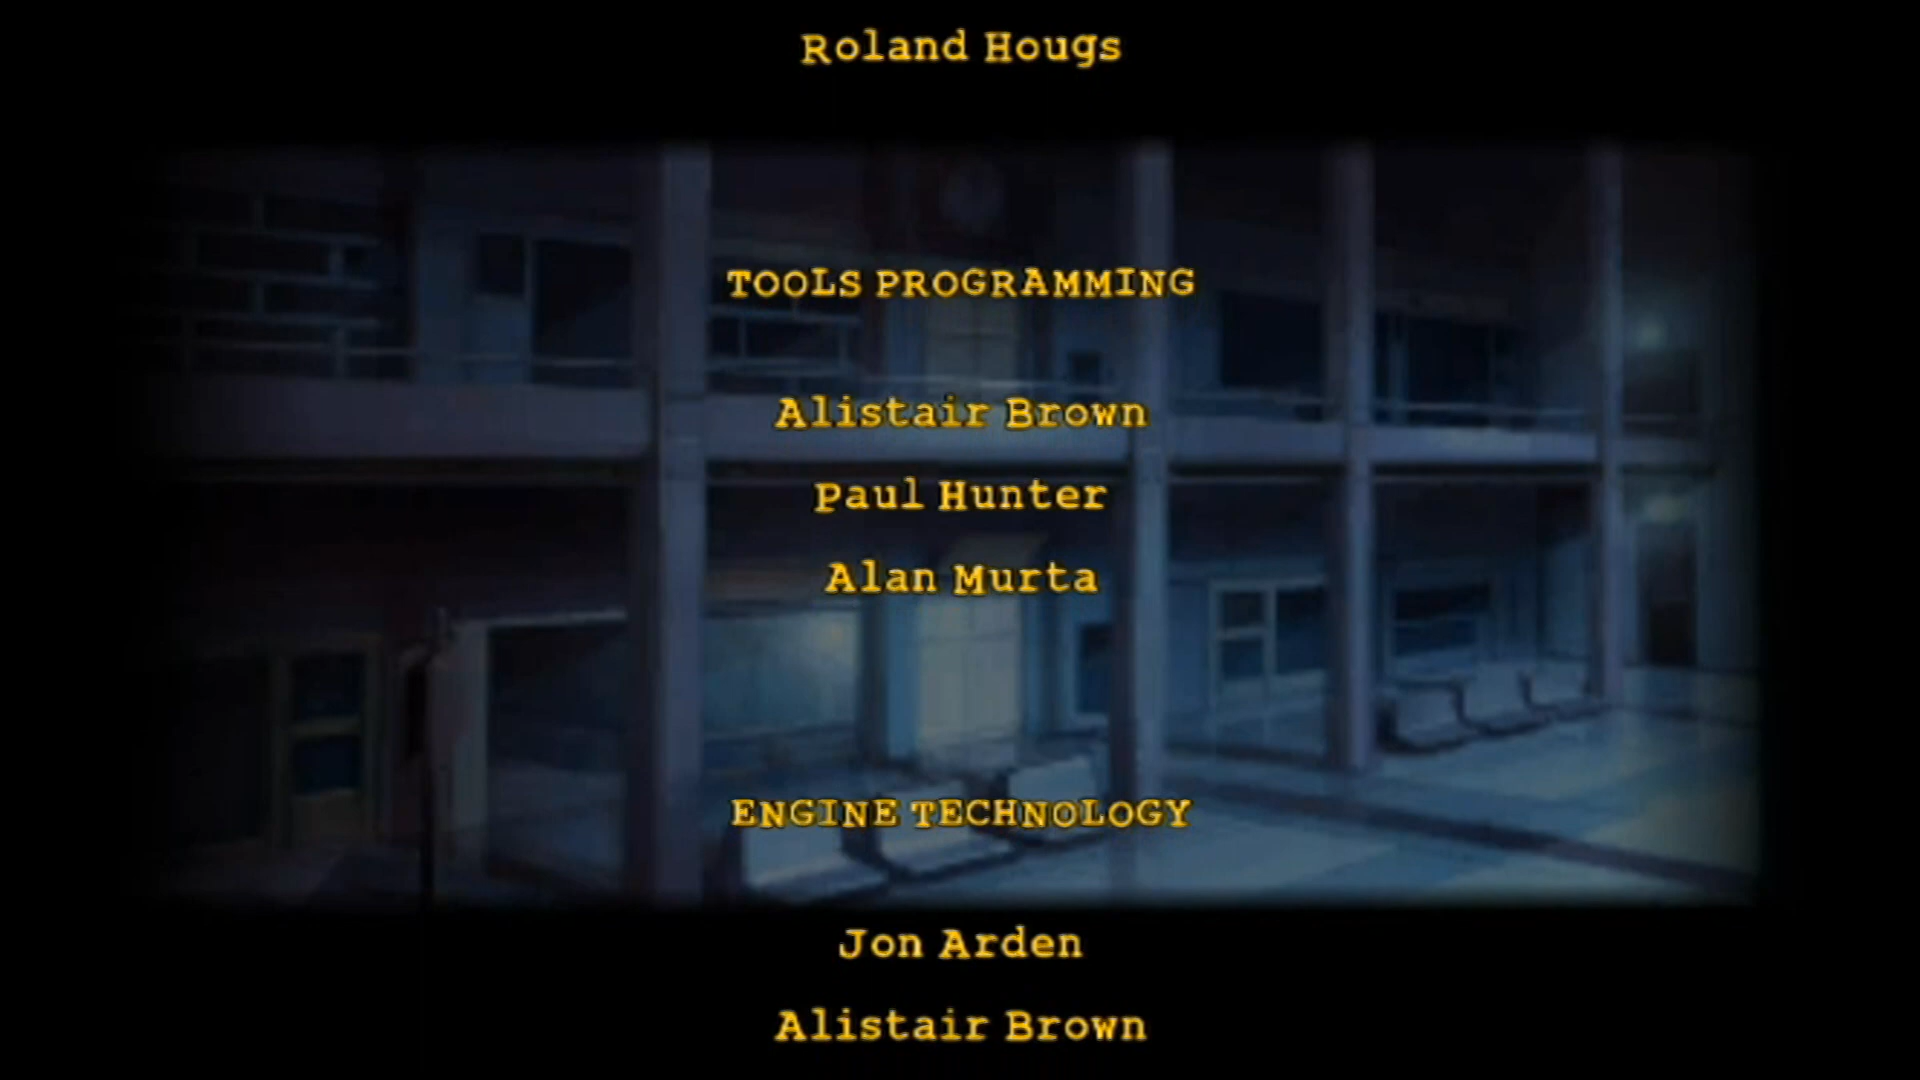 Roland Hougs
TOOLS PROGRAMMING
Alistair Brown
Paul Hunter
Alan Murta
ENGINE TECHNOLOGY
Jon Arden
Alistair Brown